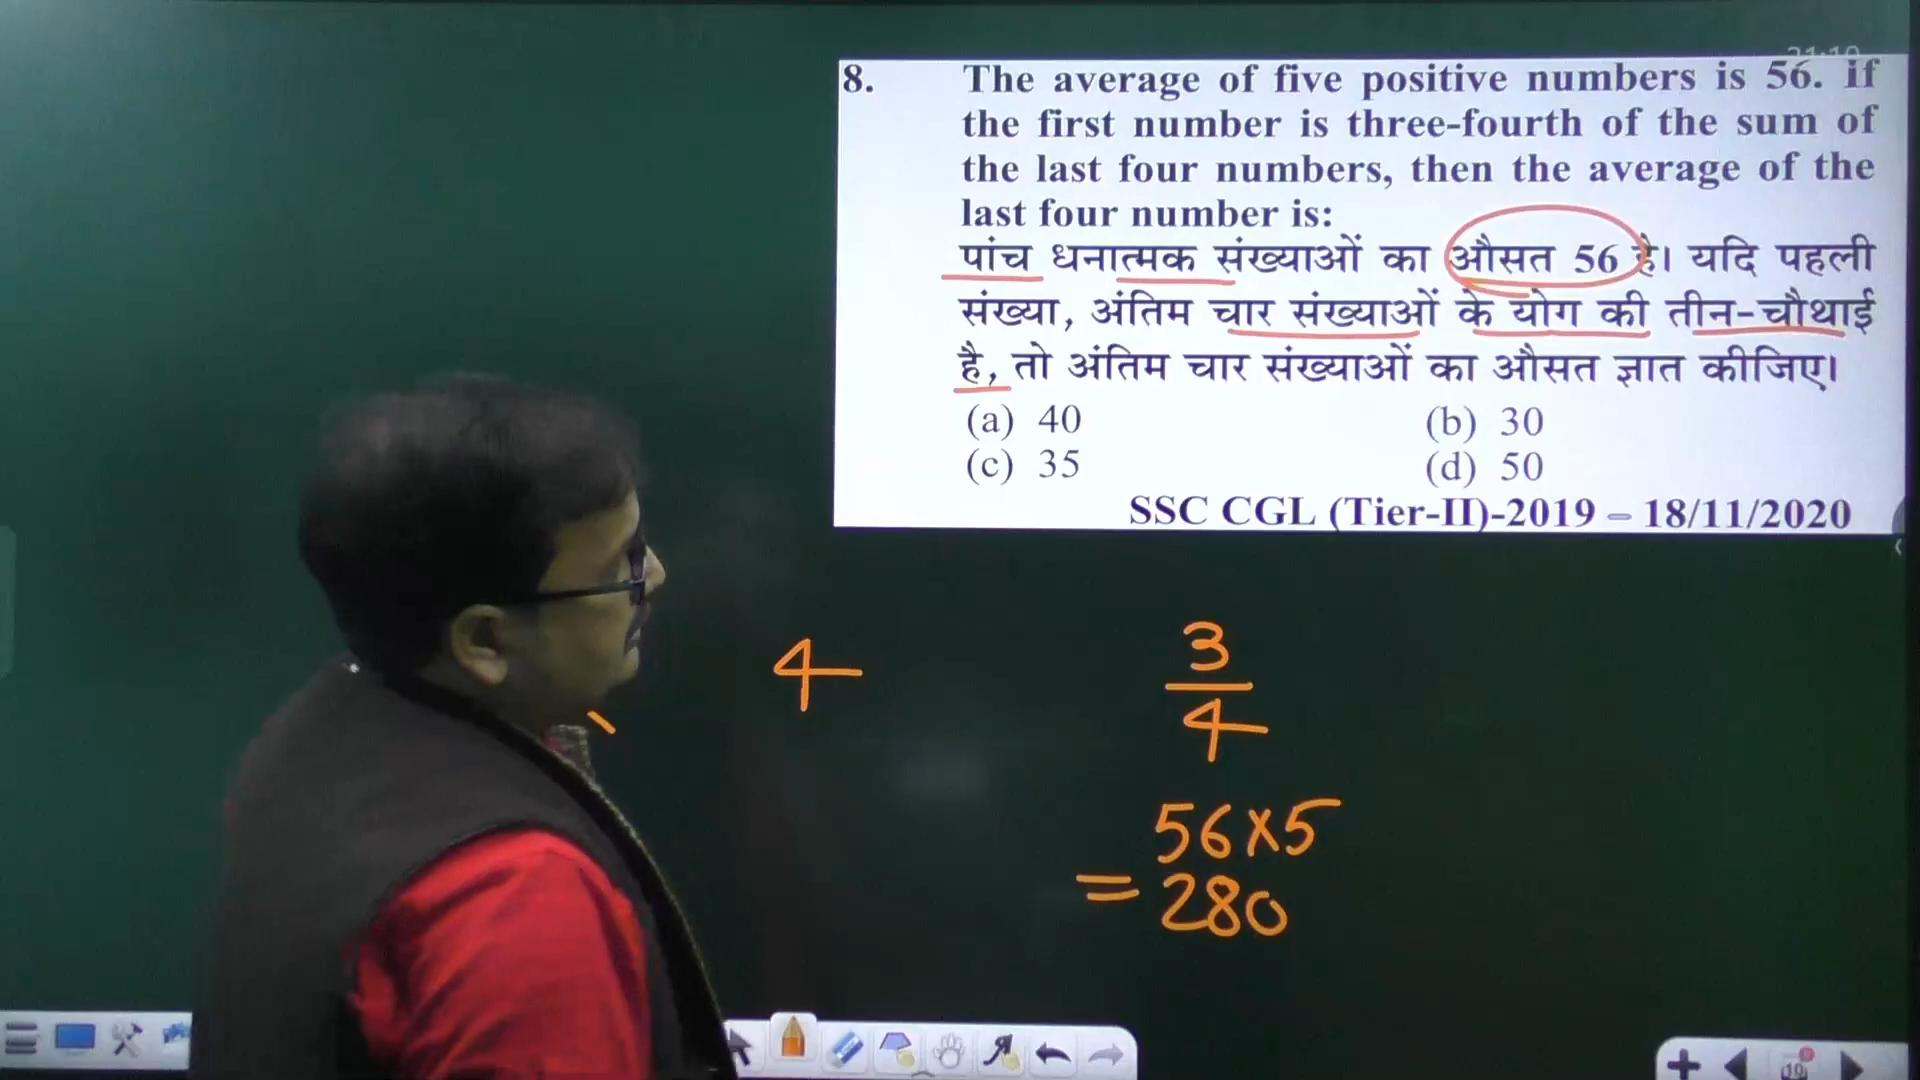 8. The average of five positive numbers is 56. If
the first number is three-fourth of the sum of
the last four numbers, then the average of the
last four number is:
पांच धनात्मक संख्याओं का औसत 56 है। यदि पहली
संख्या, अंतिम चार संख्याओं के योग की तीन-चौथाई
है, तो अंतिम चार संख्याओं का औसत ज्ञात कीजिए।
(a) 40 (b) 30
(c) 35 (d) 50
SSC CGL (Tier-II)-2019 – 18/11/2020
4
3
4
56×5
=280
19